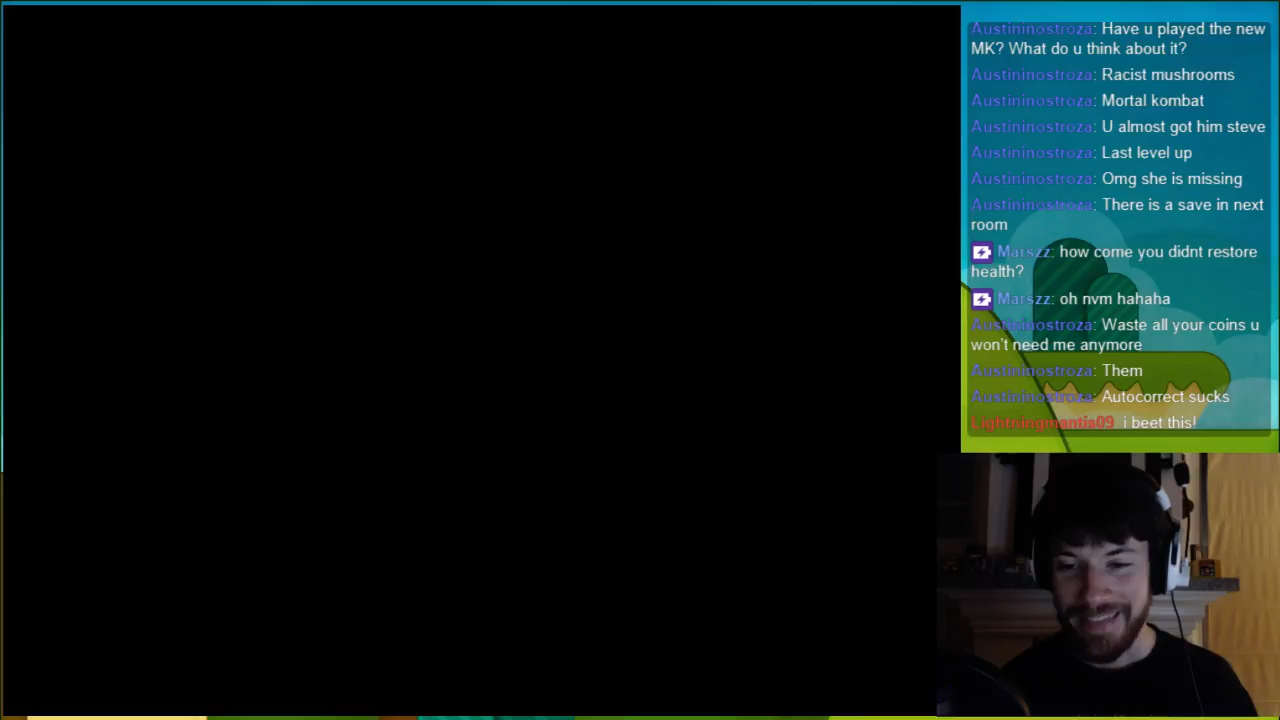 Austininostroza: Have u played the new
MK? What do u think about it?
Austininostroza: Racist mushrooms
Austininostroza: Mortal kombat
Austininostroza: U almost got him steve
Austininostroza: Last level up
Austininostroza: Omg she is missing
Austininostroza: There is a save in next
room
Marszz: how come you didnt restore
health?
Marszz: oh nvm hahaha
Austininostroza: Waste all your coins u
won't need me anymore
Austininostroza: Them
Austininostroza: Autocorrect sucks
Lightningmantis09: i beet this!